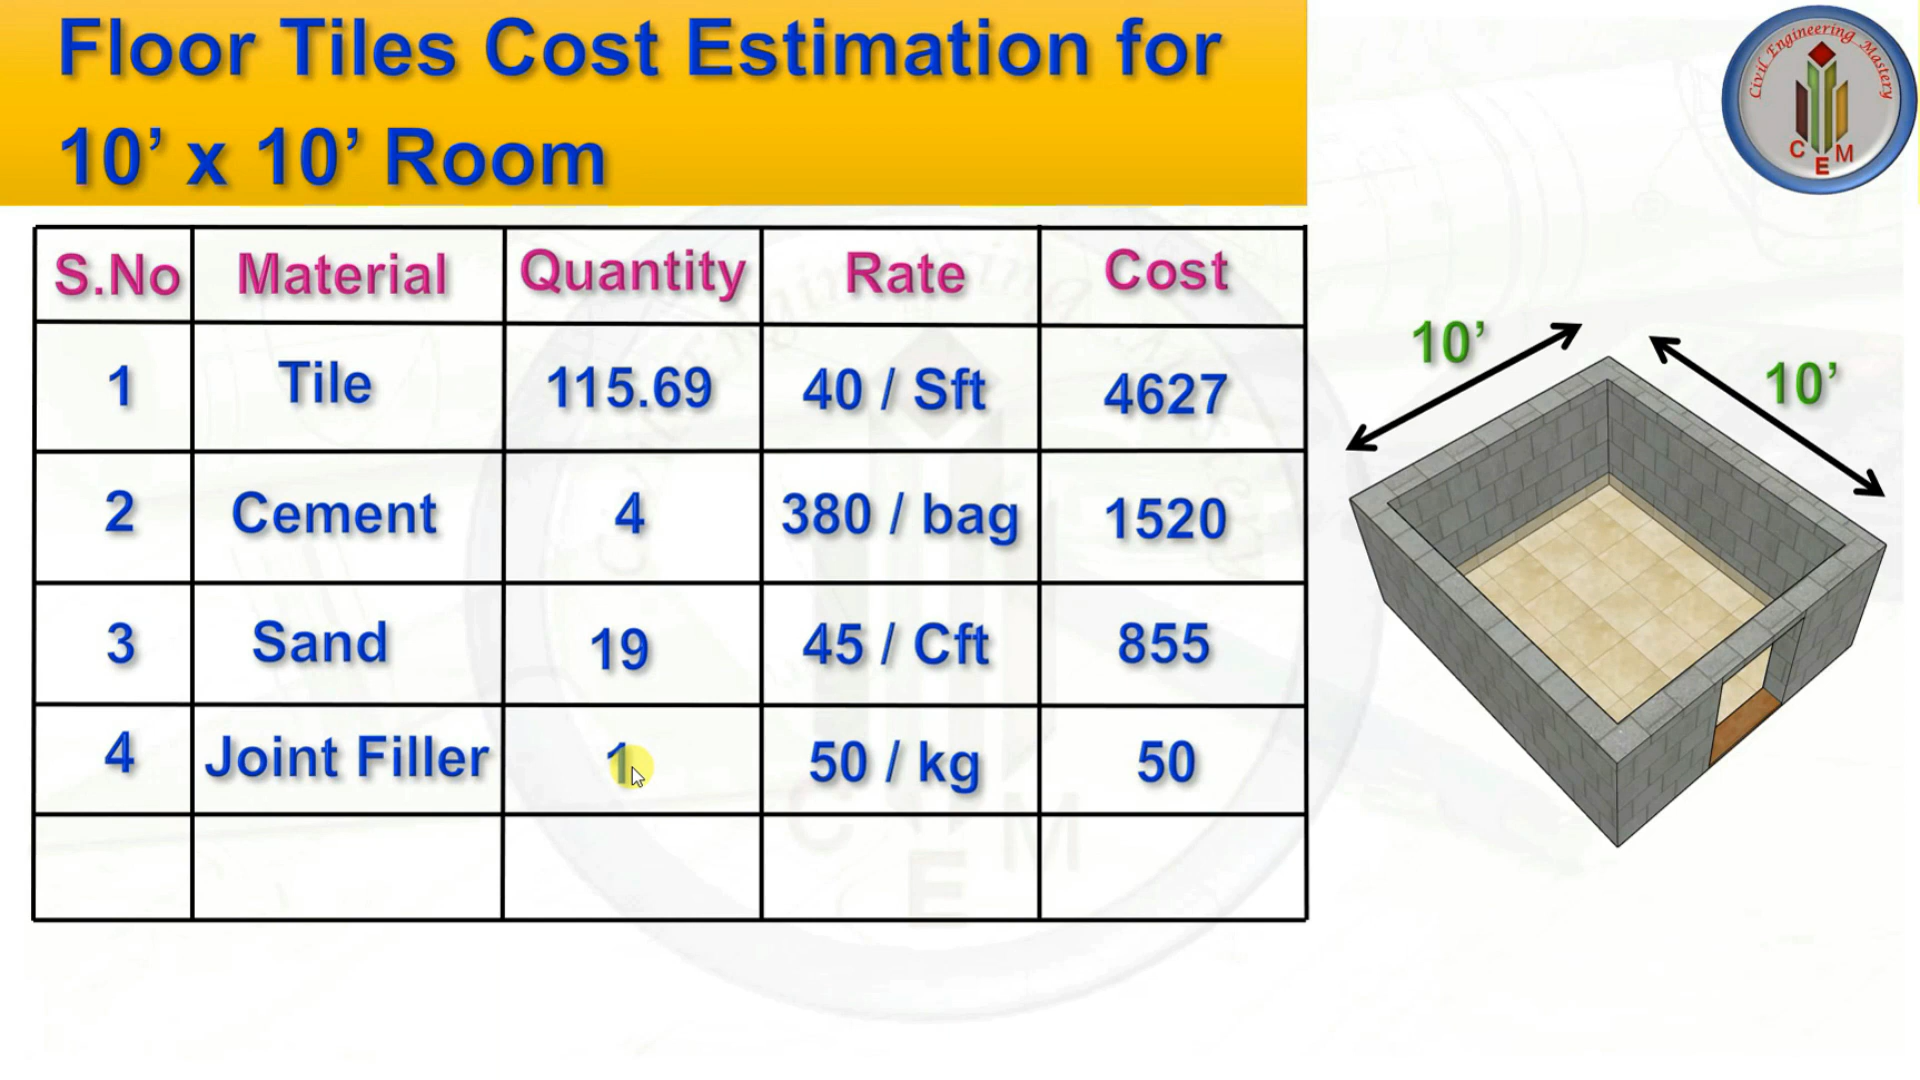 Floor Tiles Cost Estimation for
10’ x 10’ Room
Civil Engineering Mastery
C E M
S.No Material Quantity Rate Cost
1 Tile 115.69 40 / Sft 4627
2 Cement 4 380 / bag 1520
3 Sand 19 45 / Cft 855
4 Joint Filler 1 50 / kg 50
10’
10’
C E M